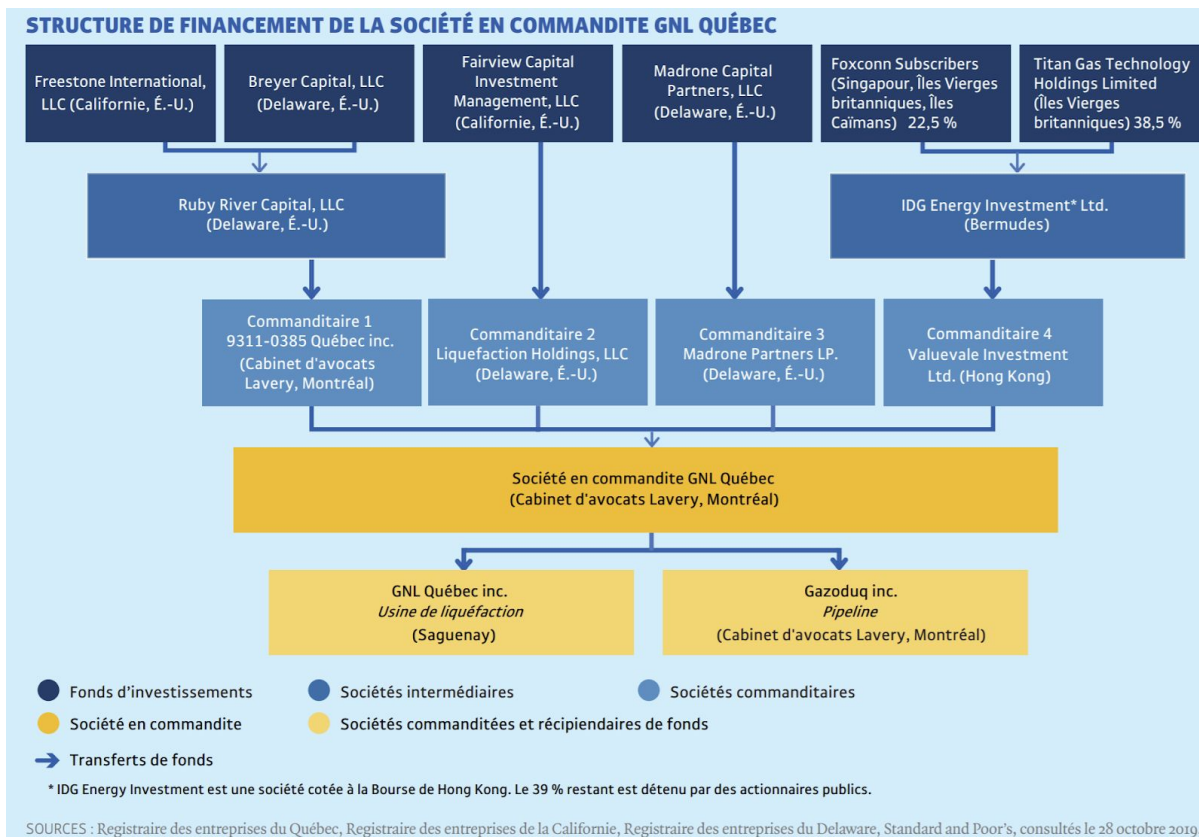 STRUCTURE DE FINANCEMENT DE LA SOCIÉTÉ EN COMMANDITE GNL QUÉBEC
Freestone International,
LLC (Californie, É.-U.)
Breyer Capital, LLC
(Delaware, É.-U.)
Fairview Capital
Investment
Management, LLC
(Californie, É.-U.)
Madrone Capital
Partners, LLC
(Delaware, É.-U.)
Foxconn Subscribers
(Singapour, Îles Vierges
britanniques, Îles
Caïmans) 22,5 %
Titan Gas Technology
Holdings Limited
(Îles Vierges
britanniques) 38,5 %
Ruby River Capital, LLC
(Delaware, É.-U.)
IDG Energy Investment* Ltd.
(Bermudes)
Commanditaire 1
9311-0385 Québec inc.
(Cabinet d'avocats
Lavery, Montréal)
Commanditaire 2
Liquefaction Holdings, LLC
(Delaware, É.-U.)
Commanditaire 3
Madrone Partners LP.
(Delaware, É.-U.)
Commanditaire 4
Valuevale Investment
Ltd. (Hong Kong)
Société en commandite GNL Québec
(Cabinet d'avocats Lavery, Montréal)
GNL Québec inc.
Usine de liquéfaction
(Saguenay)
Gazoduq inc.
Pipeline
(Cabinet d'avocats Lavery, Montréal)
Fonds d'investissements
Sociétés intermédiaires
Sociétés commanditaires
Société en commandite
Sociétés commanditées et récipiendaires de fonds
Transferts de fonds
* IDG Energy Investment est une société cotée à la Bourse de Hong Kong. Le 39 % restant est détenu par des actionnaires publics.
SOURCES : Registraire des entreprises du Québec, Registraire des entreprises de la Californie, Registraire des entreprises du Delaware, Standard and Poor's, consultés le 28 octobre 2019